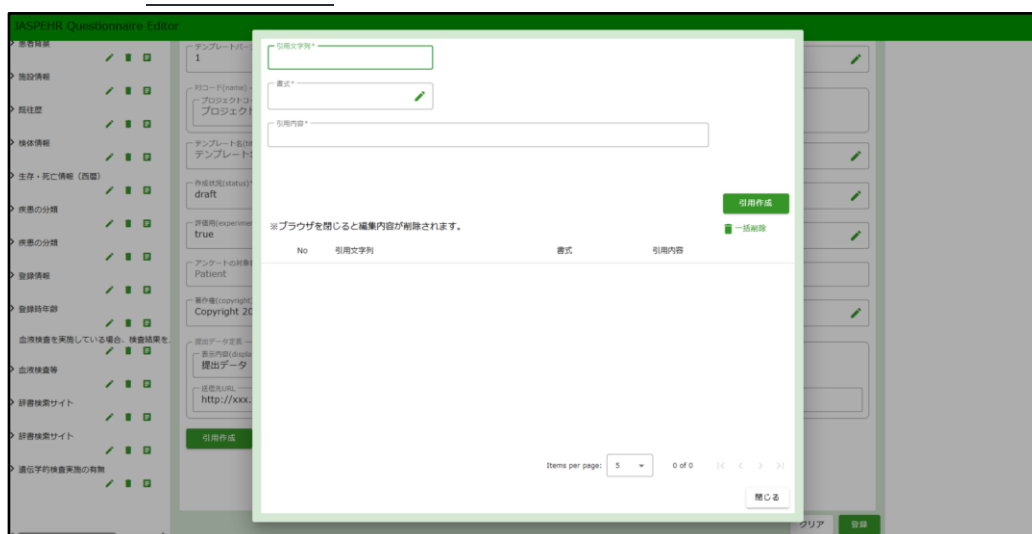 JASPEHR Questionnaire Editor
患者背景
施設情報
既往歴
検体情報
生存・死亡情報（西暦）
疾患の分類
疾患の分類
登録情報
登録時年齢
血液検査を実施している場合、検査結果を
血液検査等
辞書検索サイト
辞書検索サイト
遺伝学的検査実施の有無
テンプレートバー
1
プロジェクトコー
プロジェクト
テンプレート名(tit
テンプレート
作成状況(status)*
draft
評価用(experimen
true
アンケートの対象
Patient
著作権(copyright)
Copyright 20
提出データ定義
表示内容(displa
提出データ
送信先URL
http://xxx.
引用作成
引用文字列*
書式*
引用内容*
引用作成
※ブラウザを閉じると編集内容が削除されます。
一括削除
No 引用文字列 書式 引用内容
Items per page: 5 0 of 0
閉じる
クリア 登録